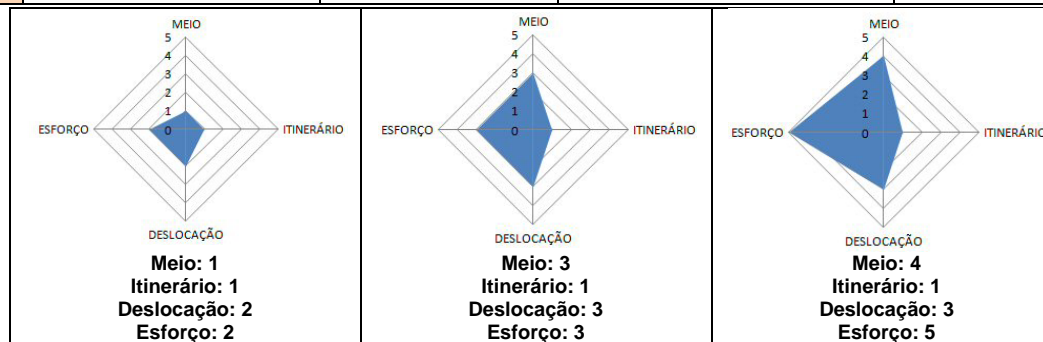 MEIO
5
4
3
2
1
0
ESFORÇO
ITINERÁRIO
DESLOCAÇÃO
Meio: 1
Itinerário: 1
Deslocação: 2
Esforço: 2
MEIO
5
4
3
2
1
0
ESFORÇO
ITINERÁRIO
DESLOCAÇÃO
Meio: 3
Itinerário: 1
Deslocação: 3
Esforço: 3
MEIO
5
4
3
2
1
0
ESFORÇO
ITINERÁRIO
DESLOCAÇÃO
Meio: 4
Itinerário: 1
Deslocação: 3
Esforço: 5